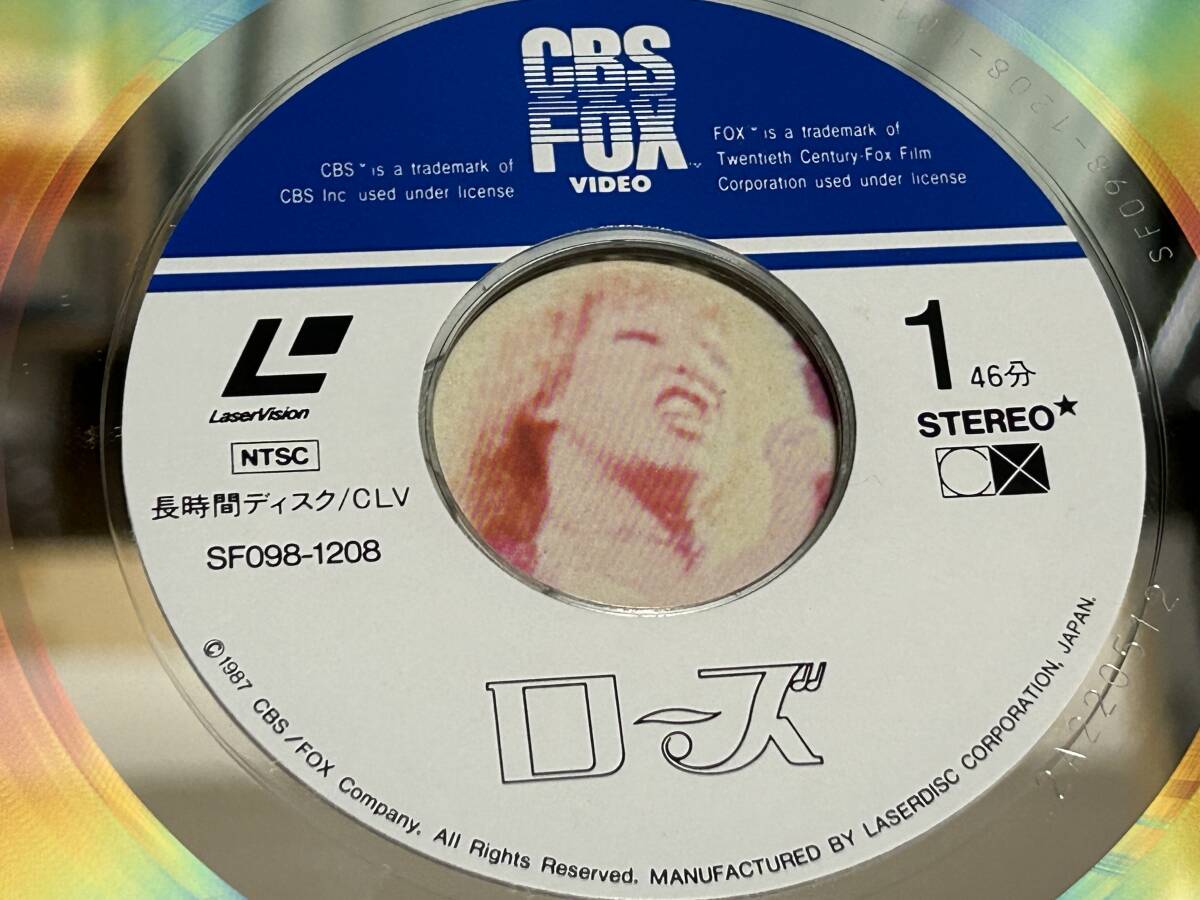 CBS
FOX
VIDEO
CBS™ is a trademark of
CBS Inc used under license
FOX™ is a trademark of
Twentieth Century-Fox Film
Corporation used under license
LaserVision
NTSC
長時間ディスク/CLV
SF098-1208
1 46分
STEREO★
ローズ
©1987 CBS/FOX Company. All Rights Reserved. MANUFACTURED BY LASERDISC CORPORATION, JAPAN.
SF098-1208-
2A220512